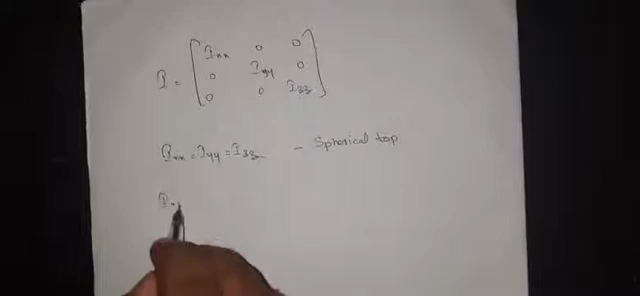 I = [ Ixx 0 0
0 Iyy 0
0 0 Izz ]
Ixx = Iyy = Izz - Spherical top
I